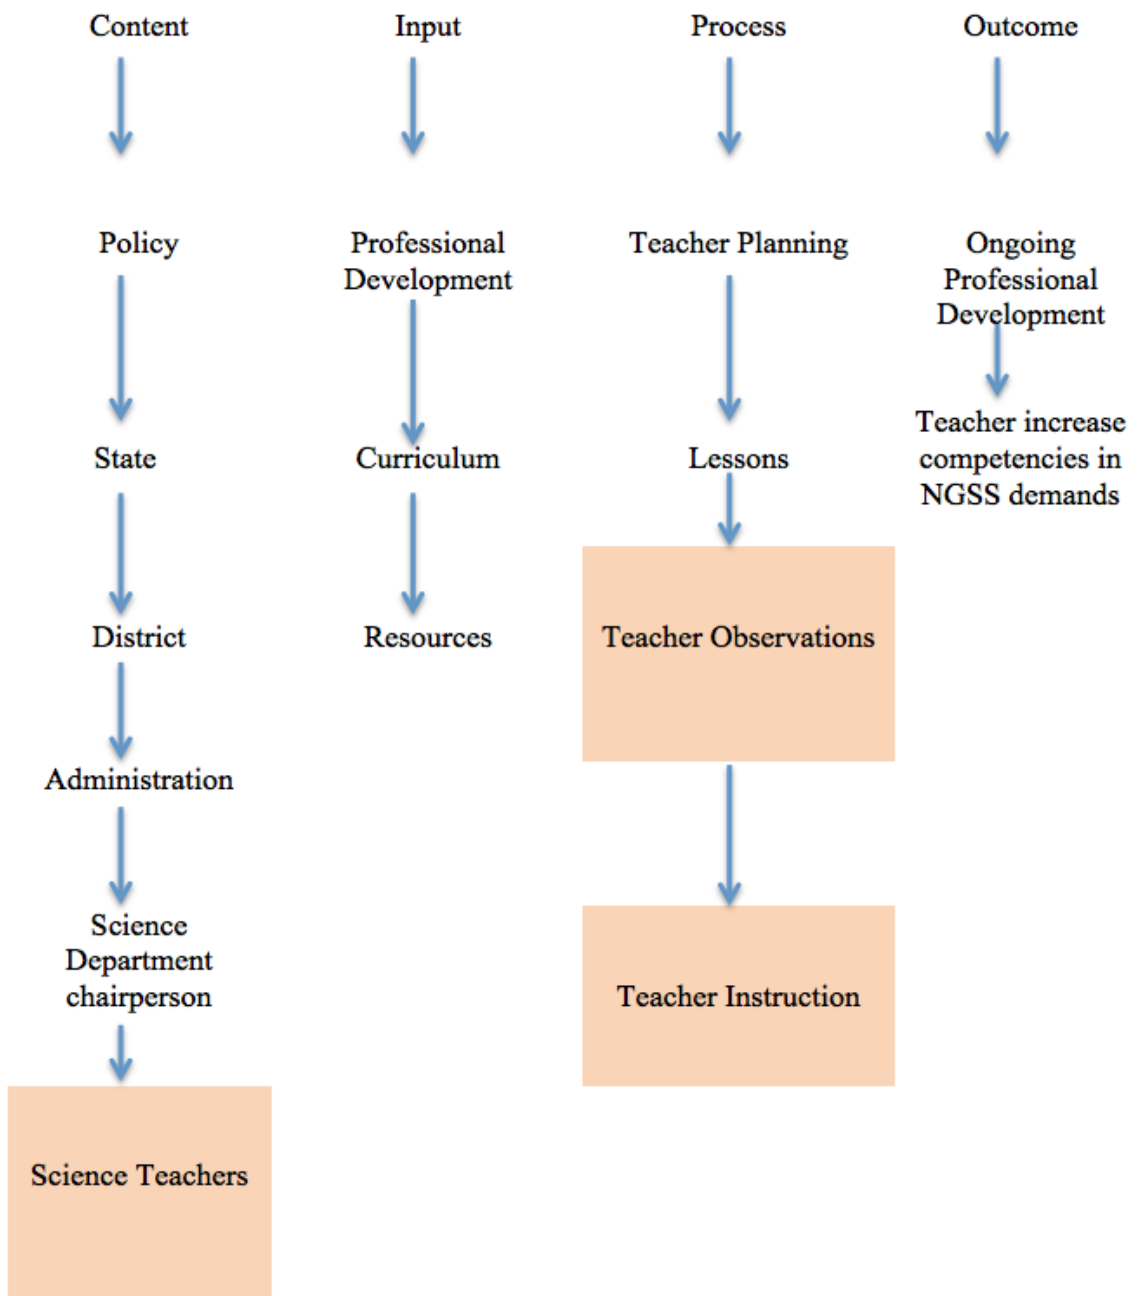 Content
Input
Process
Outcome
Policy
Professional
Development
Teacher Planning
Ongoing
Professional
Development
State
Curriculum
Lessons
Teacher increase
competencies in
NGSS demands
District
Resources
Teacher Observations
Administration
Science
Department
chairperson
Teacher Instruction
Science Teachers